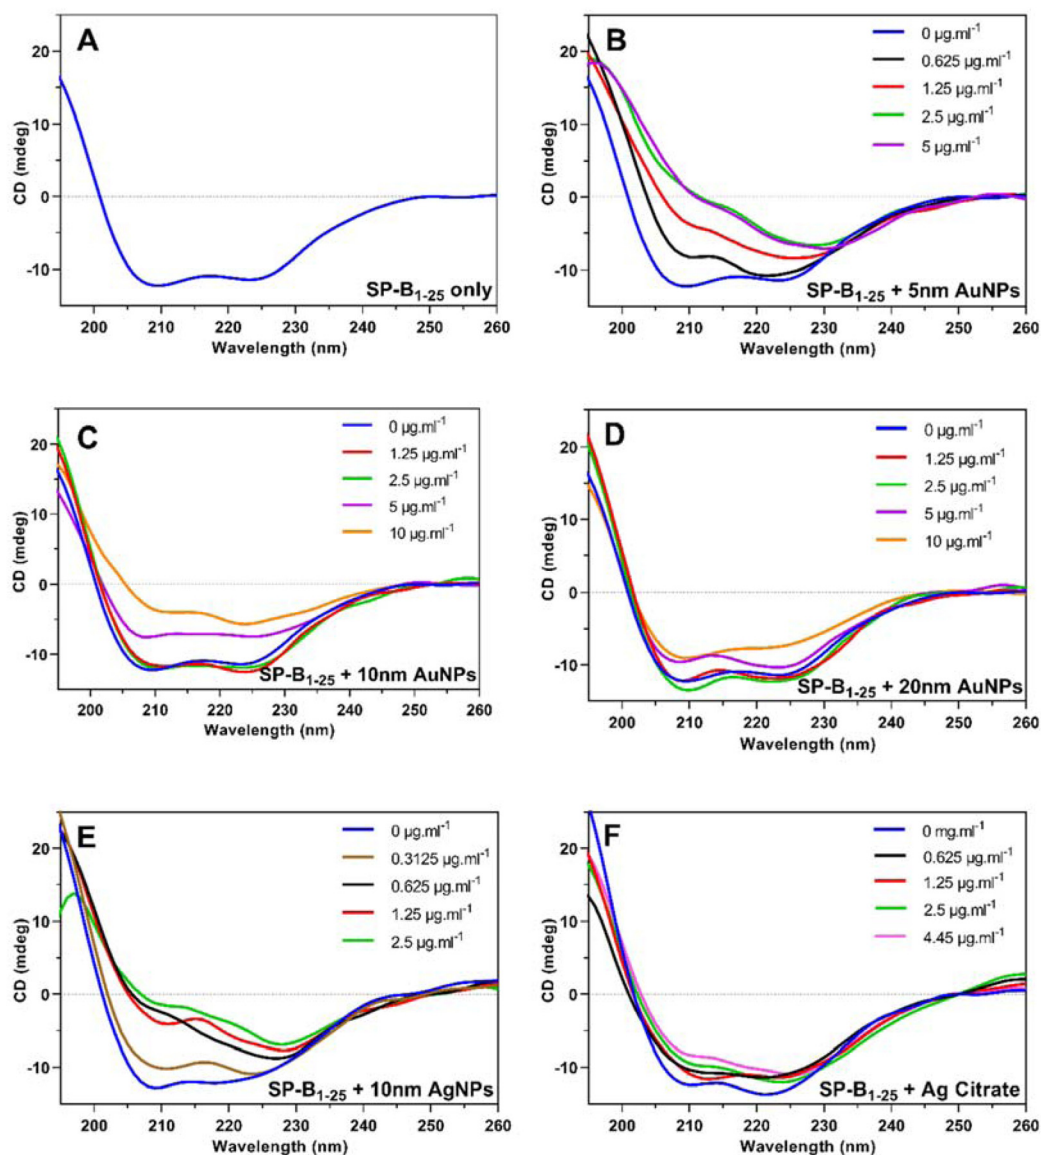 A
20
10
0
-10
CD (mdeg)
SP-B1-25 only
200 210 220 230 240 250 260
Wavelength (nm)
B
20
10
0
-10
CD (mdeg)
0 µg.ml-1
0.625 µg.ml-1
1.25 µg.ml-1
2.5 µg.ml-1
5 µg.ml-1
SP-B1-25 + 5nm AuNPs
200 210 220 230 240 250 260
Wavelength (nm)
C
20
10
0
-10
CD (mdeg)
0 µg.ml-1
1.25 µg.ml-1
2.5 µg.ml-1
5 µg.ml-1
10 µg.ml-1
SP-B1-25 + 10nm AuNPs
200 210 220 230 240 250 260
Wavelength (nm)
D
20
10
0
-10
CD (mdeg)
0 µg.ml-1
1.25 µg.ml-1
2.5 µg.ml-1
5 µg.ml-1
10 µg.ml-1
SP-B1-25 + 20nm AuNPs
200 210 220 230 240 250 260
Wavelength (nm)
E
20
10
0
-10
CD (mdeg)
0 µg.ml-1
0.3125 µg.ml-1
0.625 µg.ml-1
1.25 µg.ml-1
2.5 µg.ml-1
SP-B1-25 + 10nm AgNPs
200 210 220 230 240 250 260
Wavelength (nm)
F
20
10
0
-10
CD (mdeg)
0 mg.ml-1
0.625 µg.ml-1
1.25 µg.ml-1
2.5 µg.ml-1
4.45 µg.ml-1
SP-B1-25 + Ag Citrate
200 210 220 230 240 250 260
Wavelength (nm)